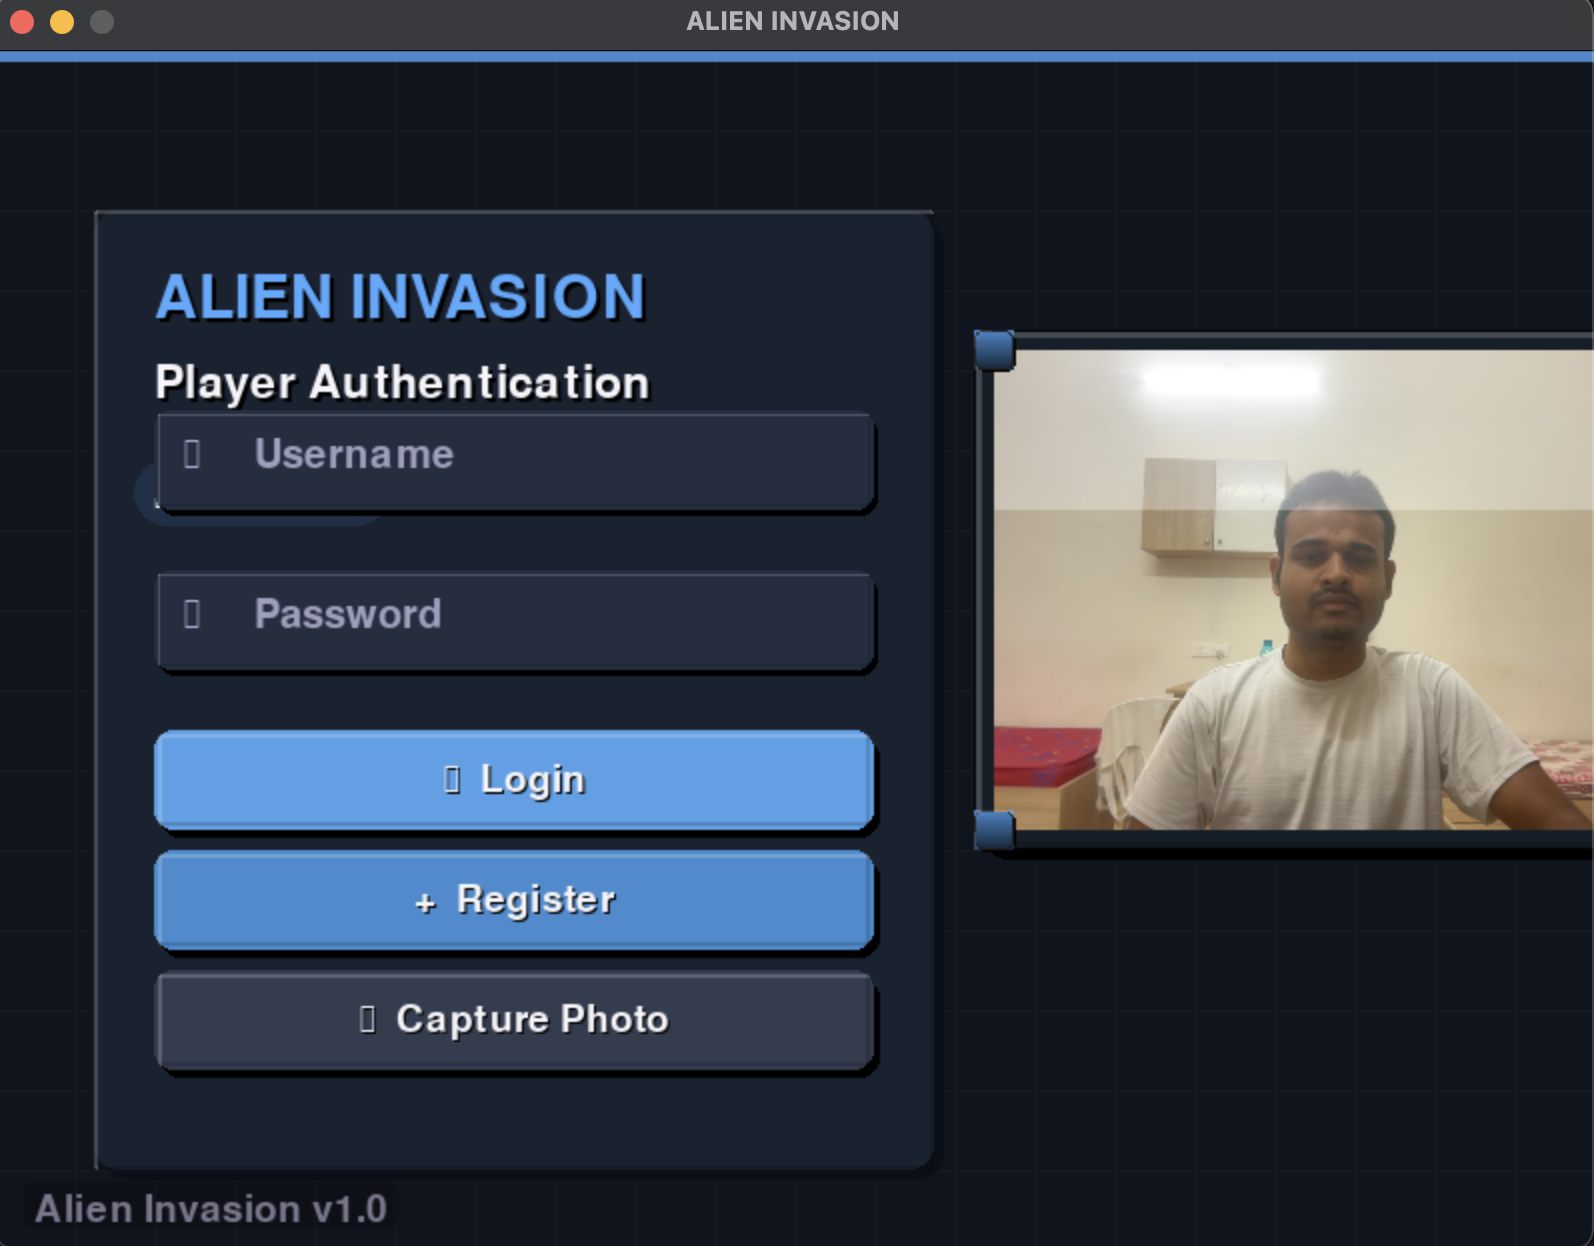 ALIEN INVASION
ALIEN INVASION
Player Authentication
Username
Password
Login
+ Register
Capture Photo
Alien Invasion v1.0